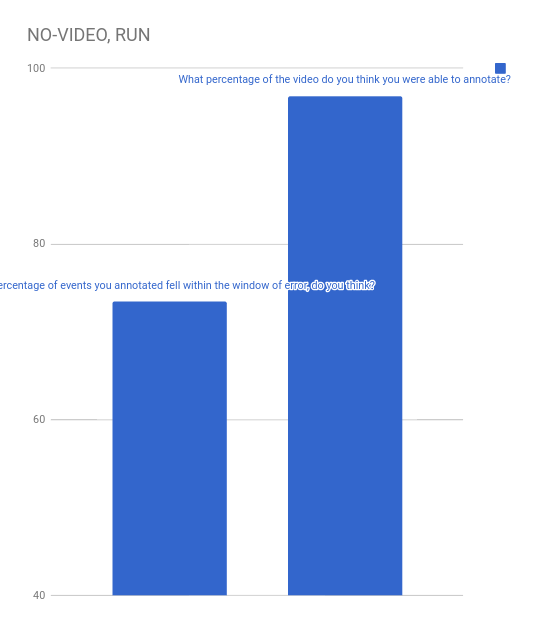 NO-VIDEO, RUN
100
What percentage of the video do you think you were able to annotate?
80
ercentage of events you annotated fell within the window of error, do you think?
60
40